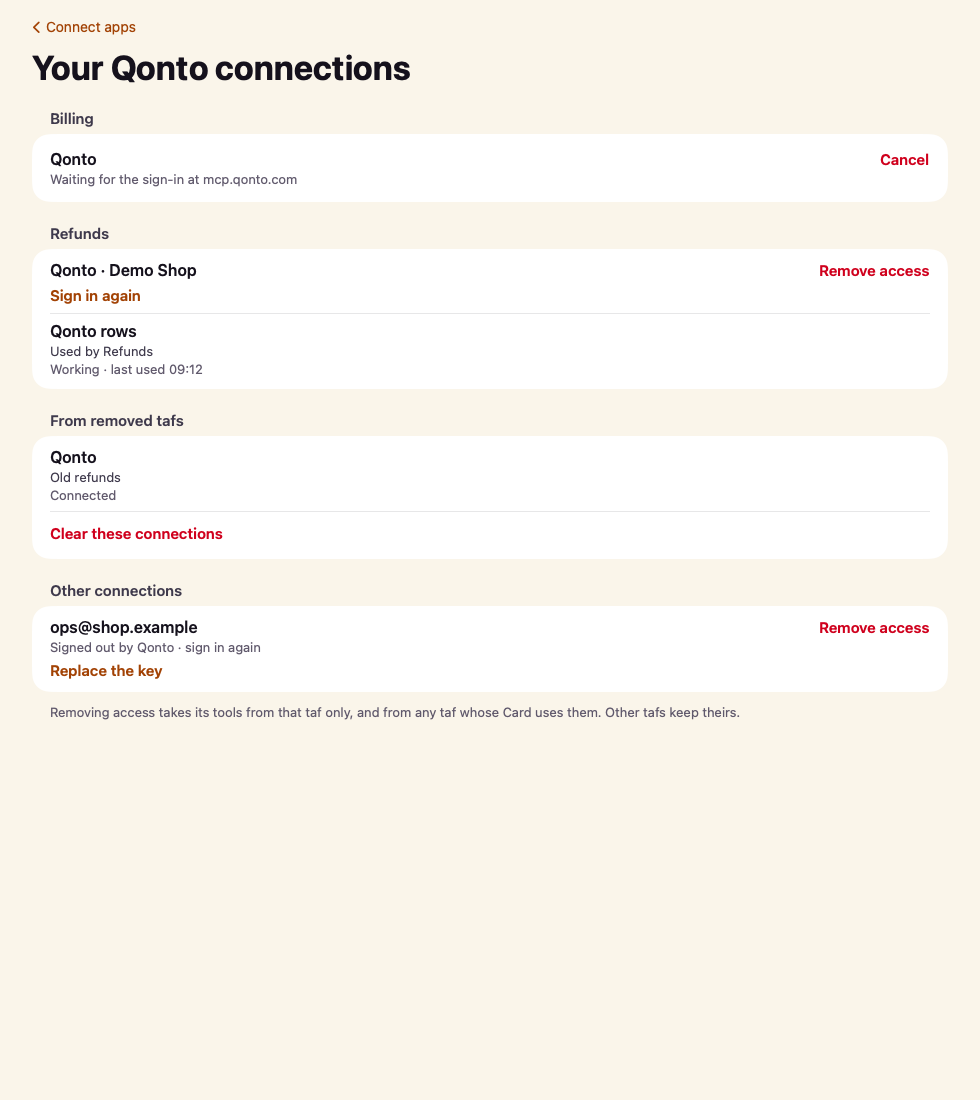 Connect apps
Your Qonto connections
Billing
Qonto
Cancel
Waiting for the sign-in at mcp.qonto.com
Refunds
Qonto · Demo Shop
Remove access
Sign in again
Qonto rows
Used by Refunds
Working · last used 09:12
From removed tafs
Qonto
Old refunds
Connected
Clear these connections
Other connections
ops@shop.example
Remove access
Signed out by Qonto · sign in again
Replace the key
Removing access takes its tools from that taf only, and from any taf whose Card uses them. Other tafs keep theirs.